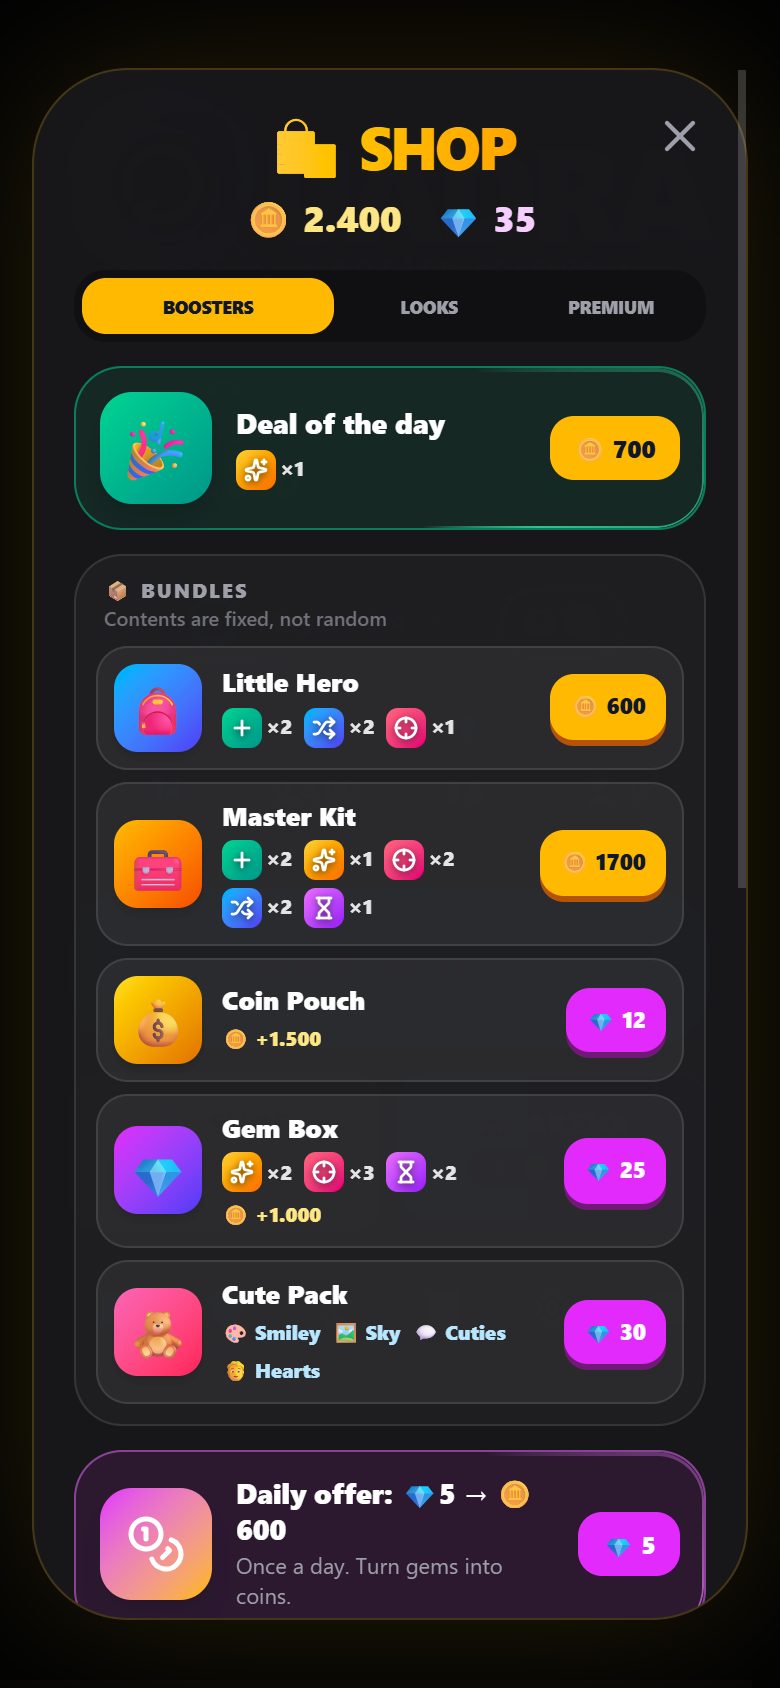 SHOP
2.400 35
BOOSTERS LOOKS PREMIUM
Deal of the day
×1
700
BUNDLES
Contents are fixed, not random
Little Hero
×2 ×2 ×1
600
Master Kit
×2 ×1 ×2
×2 ×1
1700
Coin Pouch
+1.500
12
Gem Box
×2 ×3 ×2
+1.000
25
Cute Pack
Smiley Sky Cuties
Hearts
30
Daily offer: 5 →
600
Once a day. Turn gems into
coins.
5